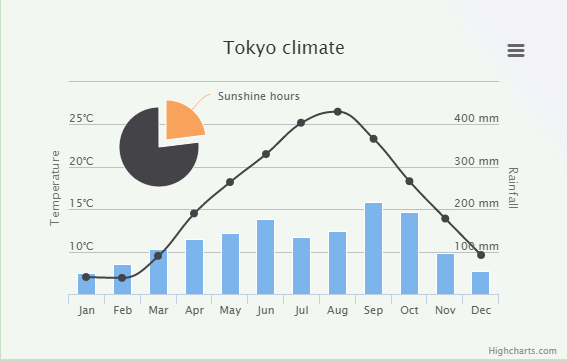 Tokyo climate
Sunshine hours
25°C
20°C
15°C
10°C
Temperature
400 mm
300 mm
200 mm
100 mm
Rainfall
Jan Feb Mar Apr May Jun Jul Aug Sep Oct Nov Dec
Highcharts.com